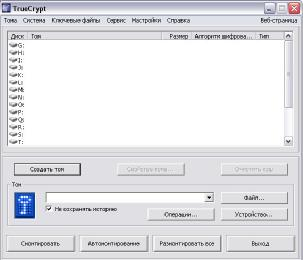 TrueCrypt
Тома Система Ключевые файлы Сервис Настройки Справка Веб-страница
Диск Том Размер Алгоритм шифрова... Тип
G:
H:
I:
J:
K:
L:
M:
N:
O:
P:
Q:
R:
S:
T:
Создать том Свойства тома... Очистить кэш
Том
Файл...
Не сохранять историю
Операции... Устройство...
Смонтировать Автомонтирование Размонтировать все Выход